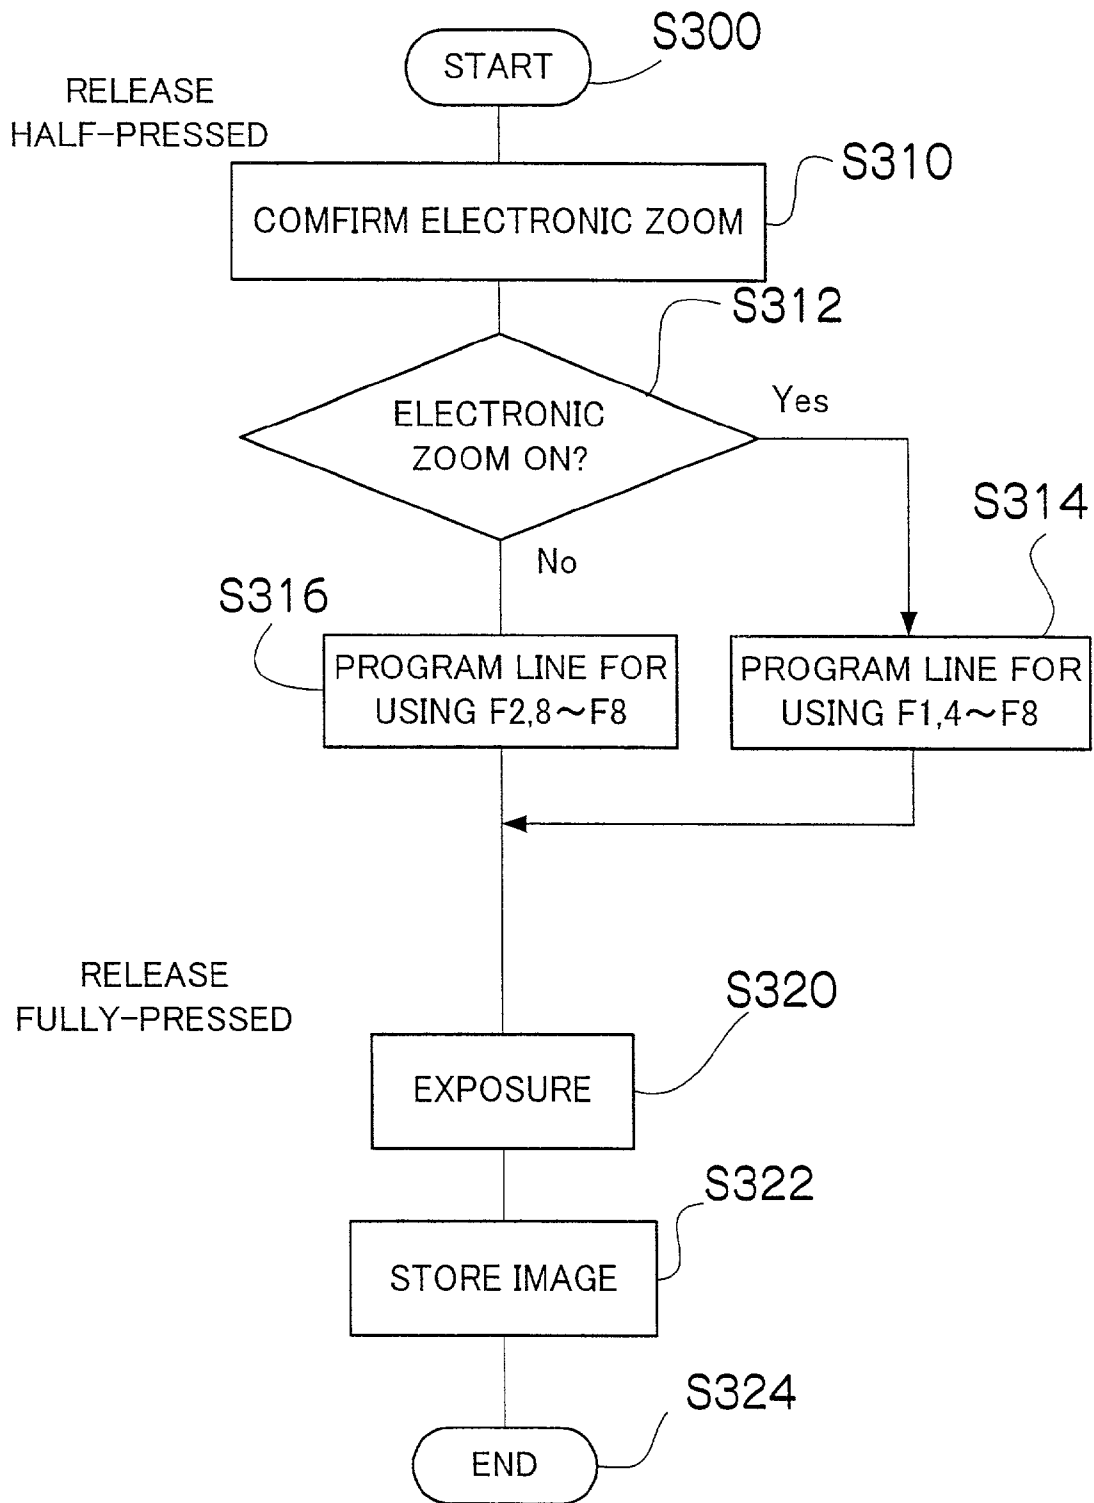 START
S300
RELEASE
HALF-PRESSED
S310
COMFIRM ELECTRONIC ZOOM
S312
ELECTRONIC
ZOOM ON?
Yes
No
S314
S316
PROGRAM LINE FOR
USING F2,8〜F8
PROGRAM LINE FOR
USING F1,4〜F8
RELEASE
FULLY-PRESSED
S320
EXPOSURE
S322
STORE IMAGE
S324
END